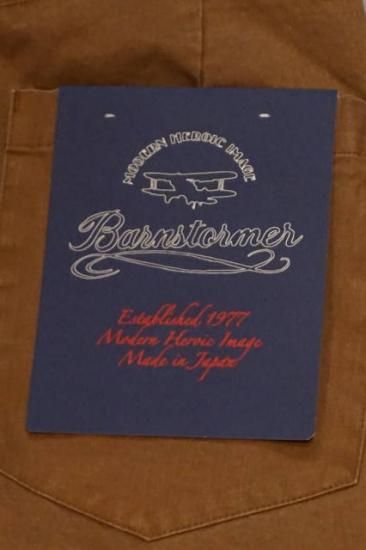 MODERN HEROIC IMAGE
Barnstormer
Established 1977
Modern Heroic Image
Made in Japan